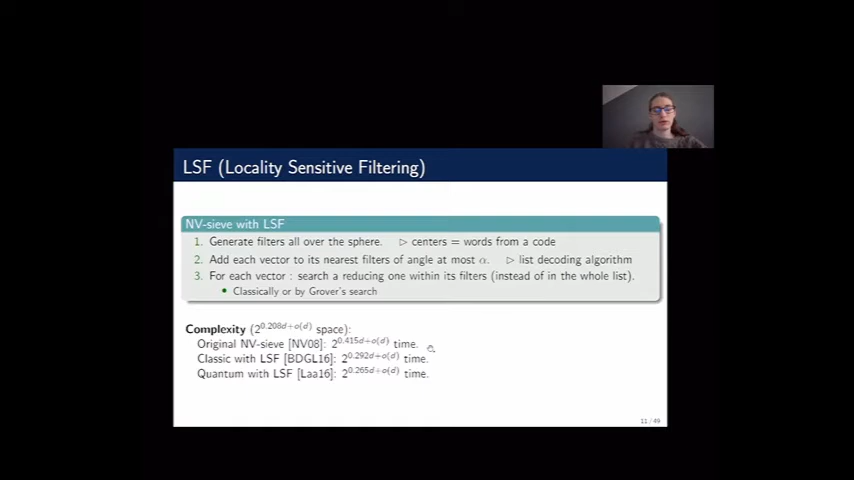 LSF (Locality Sensitive Filtering)
NV-sieve with LSF
1. Generate filters all over the sphere. ▷ centers = words from a code
2. Add each vector to its nearest filters of angle at most α. ▷ list decoding algorithm
3. For each vector : search a reducing one within its filters (instead of in the whole list).
• Classically or by Grover's search
Complexity (2^{0.208d+o(d)} space):
Original NV-sieve [NV08]: 2^{0.415d+o(d)} time.
Classic with LSF [BDGL16]: 2^{0.292d+o(d)} time.
Quantum with LSF [Laa16]: 2^{0.265d+o(d)} time.
11 / 49